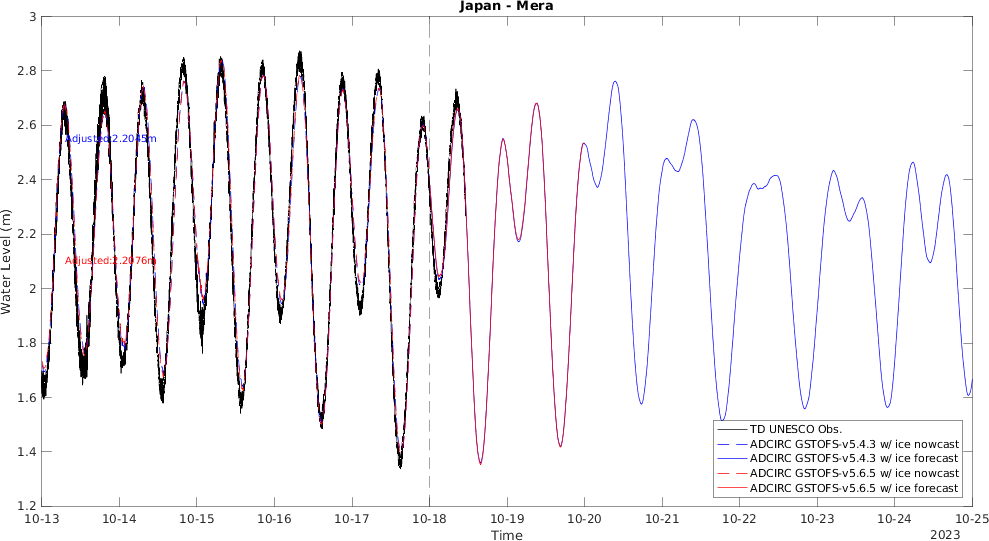 Japan - Mera
3
2.8
2.6
2.4
2.2
2
1.8
1.6
1.4
1.2
Water Level (m)
Adjusted:2.2045m
Adjusted:2.2076m
TD UNESCO Obs.
ADCIRC GSTOFS-v5.4.3 w/ ice nowcast
ADCIRC GSTOFS-v5.4.3 w/ ice forecast
ADCIRC GSTOFS-v5.6.5 w/ ice nowcast
ADCIRC GSTOFS-v5.6.5 w/ ice forecast
10-13 10-14 10-15 10-16 10-17 10-18 10-19 10-20 10-21 10-22 10-23 10-24 10-25
Time
2023